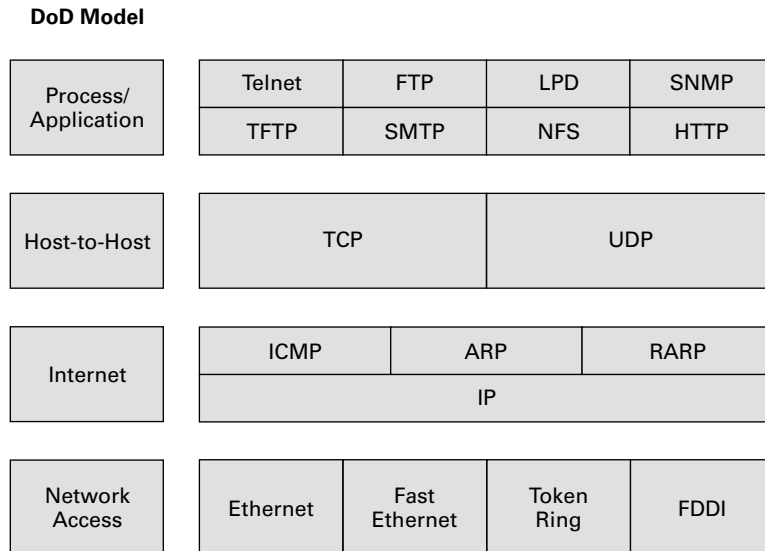 DoD Model
Process/
Application
Telnet FTP LPD SNMP
TFTP SMTP NFS HTTP
Host-to-Host TCP UDP
Internet
ICMP ARP RARP
IP
Network
Access
Ethernet
Fast
Ethernet
Token
Ring
FDDI